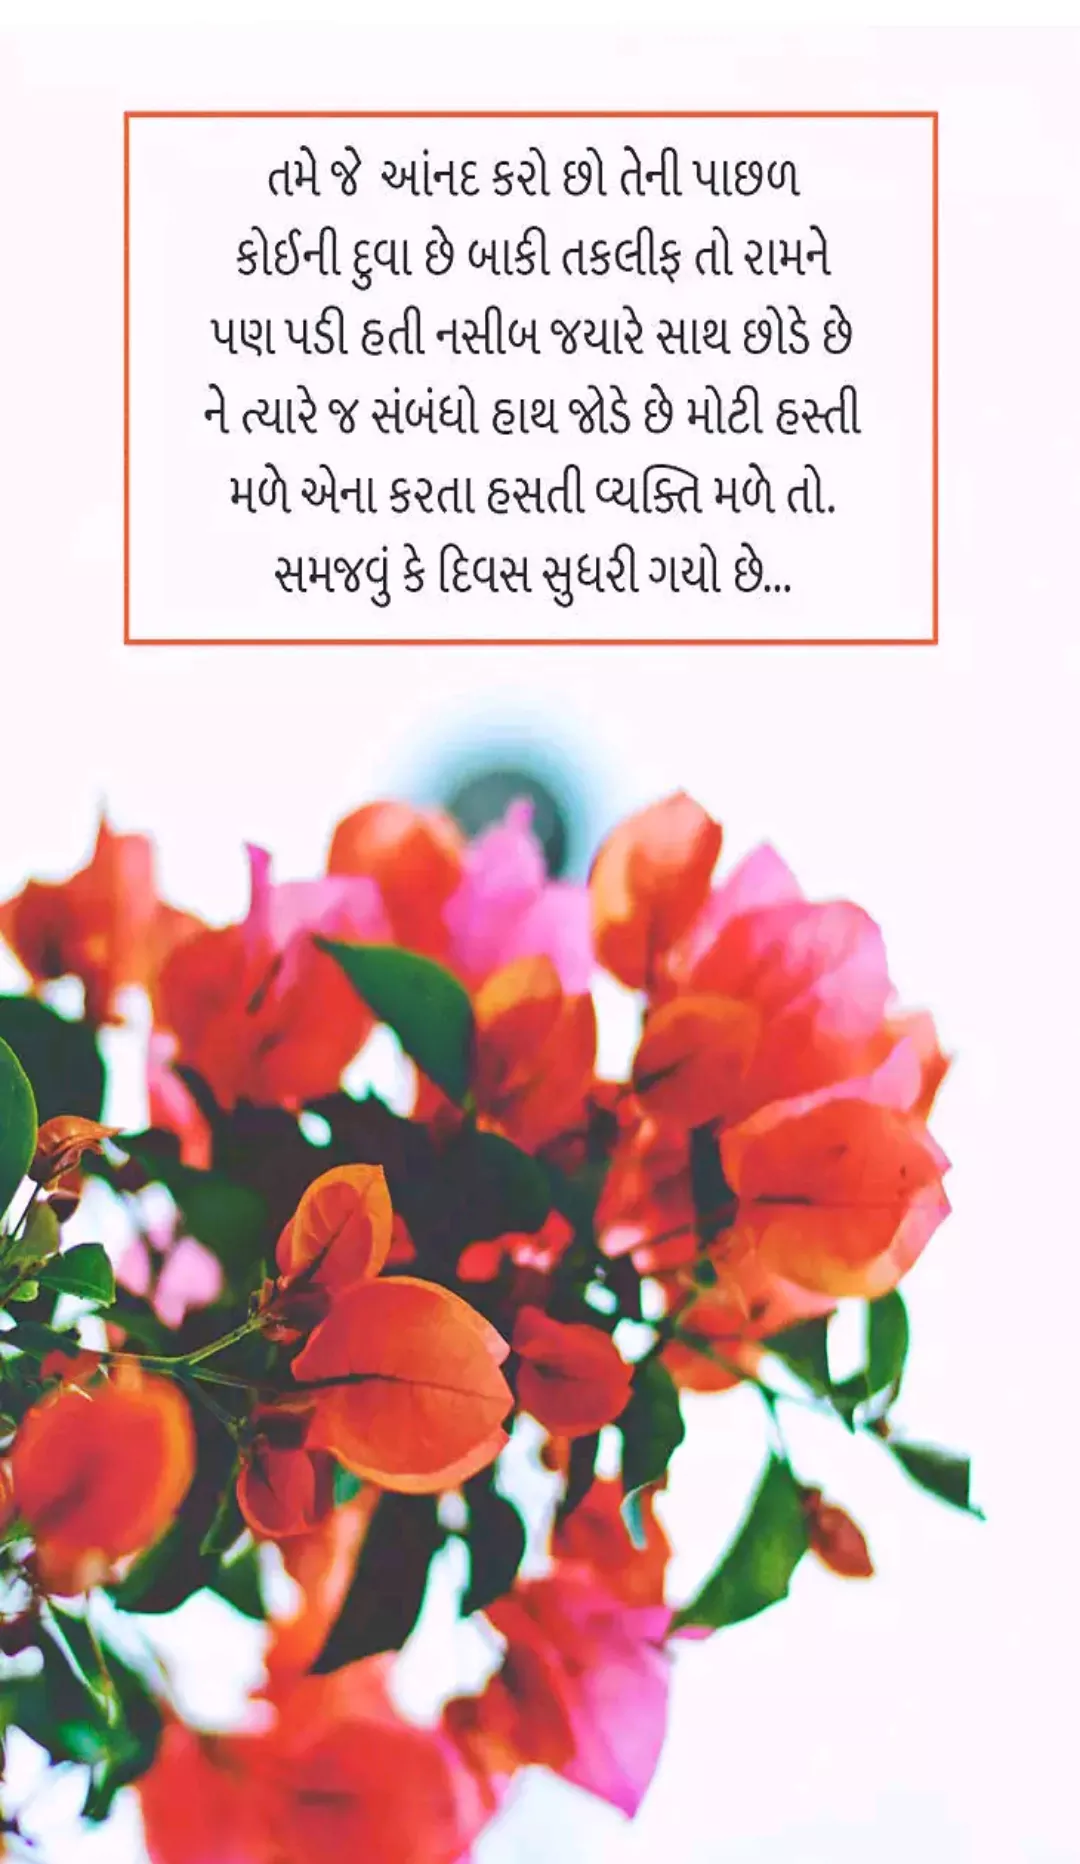 તમે જે આંનદ કરો છો તેની પાછળ
કોઈની દુવા છે બાકી તકલીફ તો રામને
પણ પડી હતી નસીબ જયારે સાથ છોડે છે
ને ત્યારે જ સંબંધો હાથ જોડે છે મોટી હસ્તી
મળે એના કરતા હસતી વ્યક્તિ મળે તો.
સમજવું કે દિવસ સુધરી ગયો છે...